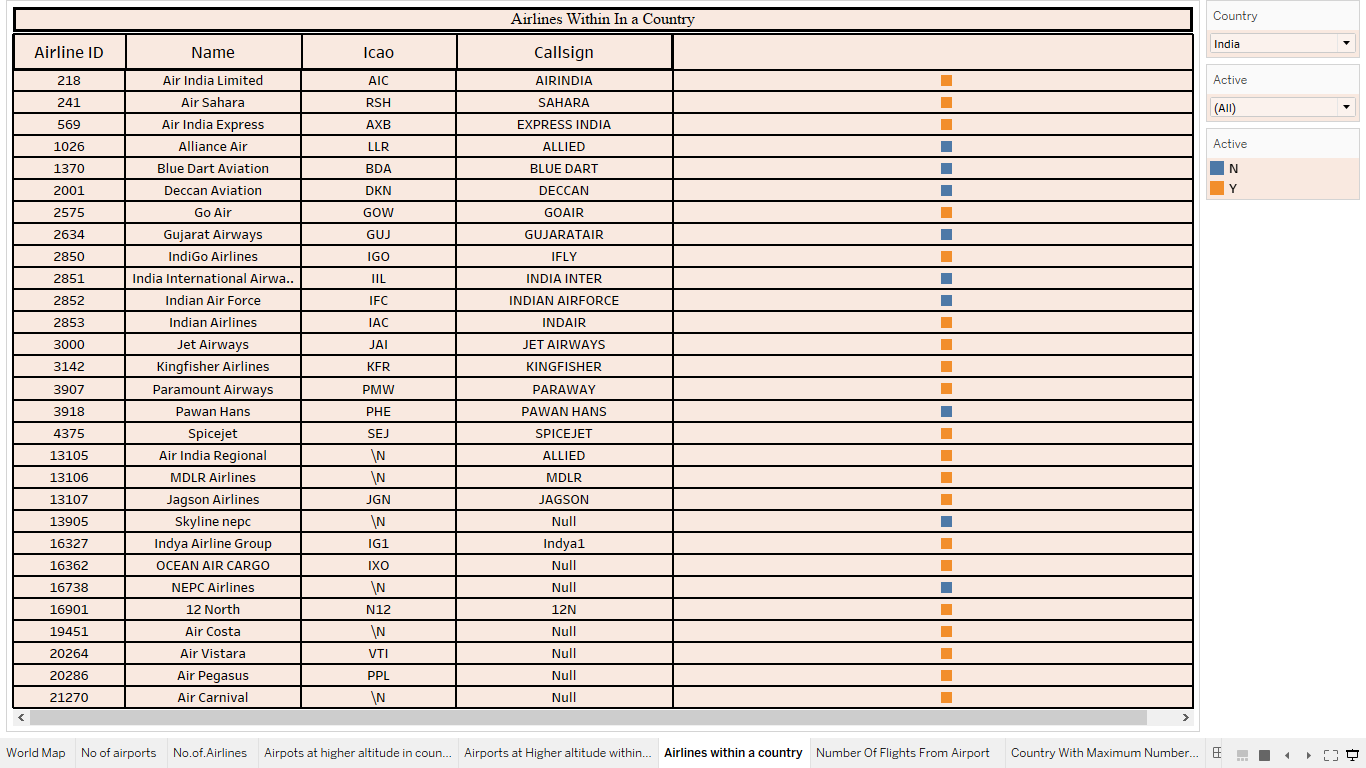 Airlines Within In a Country
Airline ID Name Icao Callsign
218 Air India Limited AIC AIRINDIA
241 Air Sahara RSH SAHARA
569 Air India Express AXB EXPRESS INDIA
1026 Alliance Air LLR ALLIED
1370 Blue Dart Aviation BDA BLUE DART
2001 Deccan Aviation DKN DECCAN
2575 Go Air GOW GOAIR
2634 Gujarat Airways GUJ GUJARATAIR
2850 IndiGo Airlines IGO IFLY
2851 India International Airwa.. IIL INDIA INTER
2852 Indian Air Force IFC INDIAN AIRFORCE
2853 Indian Airlines IAC INDAIR
3000 Jet Airways JAI JET AIRWAYS
3142 Kingfisher Airlines KFR KINGFISHER
3907 Paramount Airways PMW PARAWAY
3918 Pawan Hans PHE PAWAN HANS
4375 Spicejet SEJ SPICEJET
13105 Air India Regional \N ALLIED
13106 MDLR Airlines \N MDLR
13107 Jagson Airlines JGN JAGSON
13905 Skyline nepc \N Null
16327 Indya Airline Group IG1 Indya1
16362 OCEAN AIR CARGO IXO Null
16738 NEPC Airlines \N Null
16901 12 North N12 12N
19451 Air Costa \N Null
20264 Air Vistara VTI Null
20286 Air Pegasus PPL Null
21270 Air Carnival \N Null
Country
India
Active
(All)
Active
N
Y
World Map No of airports No.of.Airlines Airpots at higher altitude in coun... Airports at Higher altitude within... Airlines within a country Number Of Flights From Airport Country With Maximum Number...